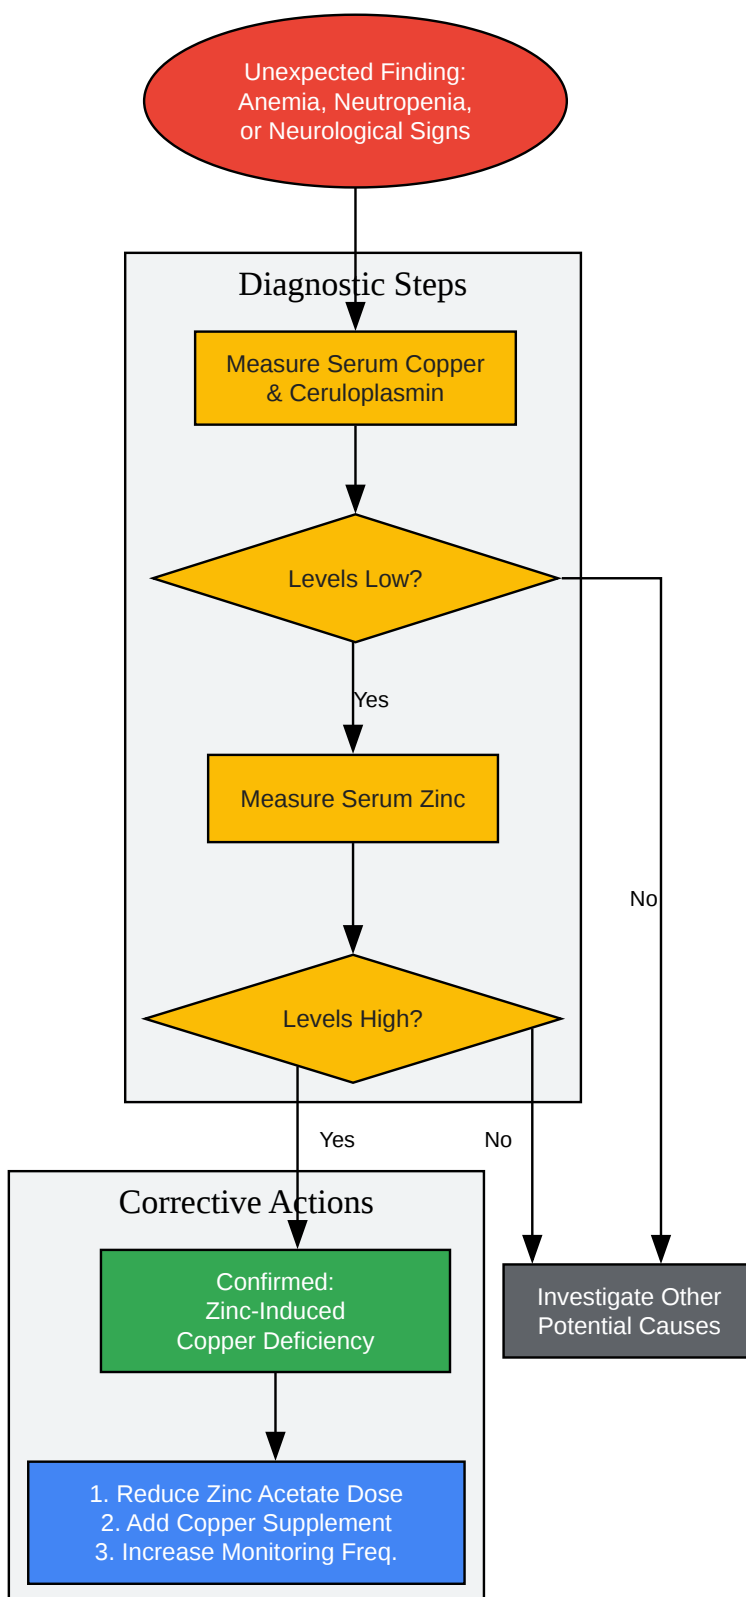 Unexpected Finding:
Anemia, Neutropenia,
or Neurological Signs
Diagnostic Steps
Measure Serum Copper
& Ceruloplasmin
Levels Low?
Yes
Measure Serum Zinc
No
Levels High?
Yes
No
Corrective Actions
Confirmed:
Zinc-Induced
Copper Deficiency
Investigate Other
Potential Causes
1. Reduce Zinc Acetate Dose
2. Add Copper Supplement
3. Increase Monitoring Freq.